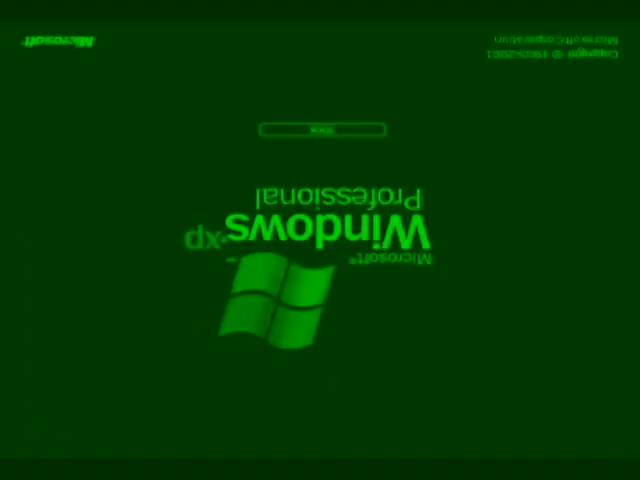 Microsoft®
Windows xp
Professional
Copyright © 1985-2001
Microsoft Corporation
Microsoft